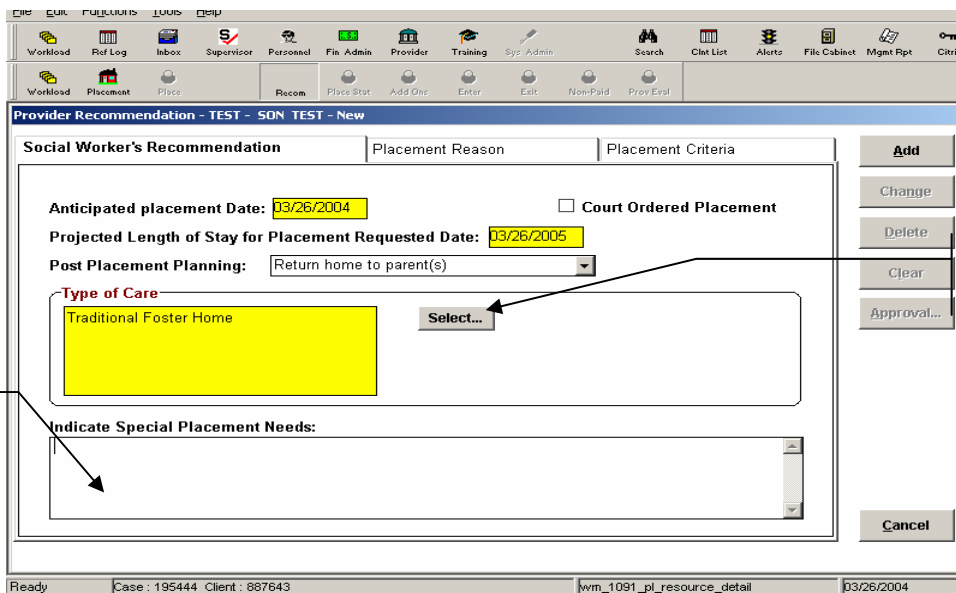 File Edit Functions Tools Help
Workload Ref Log Inbox Supervisor Personnel Fin Admin Provider Training Sys Admin Search Clnt List Alerts File Cabinet Mgmt Rpt Citri
Workload Placement Place Recom Place Stat Add Ons Enter Exit Non-Paid Prov Eval
Provider Recommendation - TEST - SON TEST - New
Social Worker's Recommendation Placement Reason Placement Criteria
Add
Change
Anticipated placement Date: 03/26/2004 Court Ordered Placement
Delete
Projected Length of Stay for Placement Requested Date: 03/26/2005
Post Placement Planning: Return home to parent(s)
Clear
Type of Care
Traditional Foster Home Select...
Approval...
Indicate Special Placement Needs:
Cancel
Ready Case : 195444 Client : 887643 wm_1091_pl_resource_detail 03/26/2004